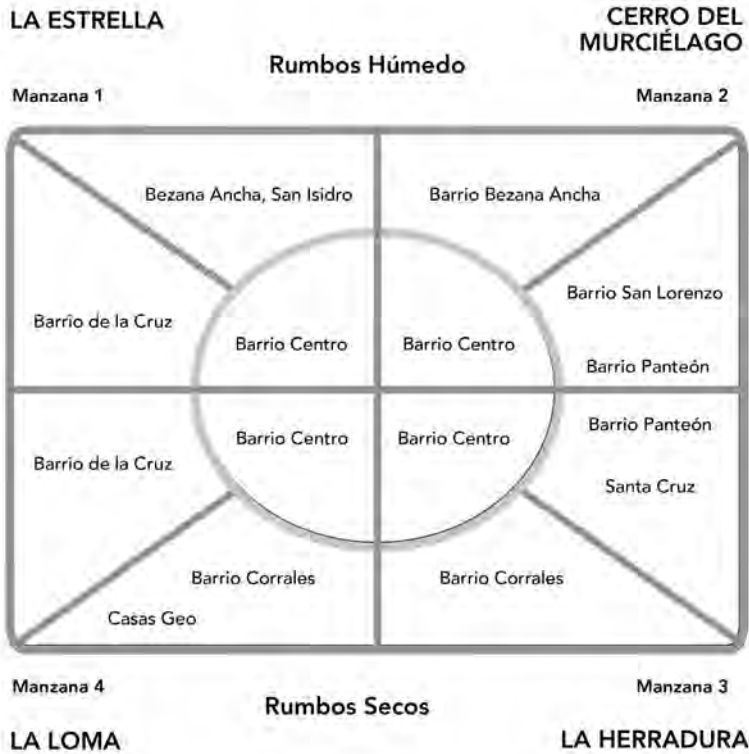 LA ESTRELLA
CERRO DEL
MURCIÉLAGO
Rumbos Húmedo
Manzana 1
Manzana 2
Bezana Ancha, San Isidro
Barrio Bezana Ancha
Barrio de la Cruz
Barrio San Lorenzo
Barrio Centro
Barrio Centro
Barrio Panteón
Barrio Centro
Barrio Centro
Barrio Panteón
Barrio de la Cruz
Santa Cruz
Barrio Corrales
Barrio Corrales
Casas Geo
Manzana 4
Manzana 3
Rumbos Secos
LA LOMA
LA HERRADURA